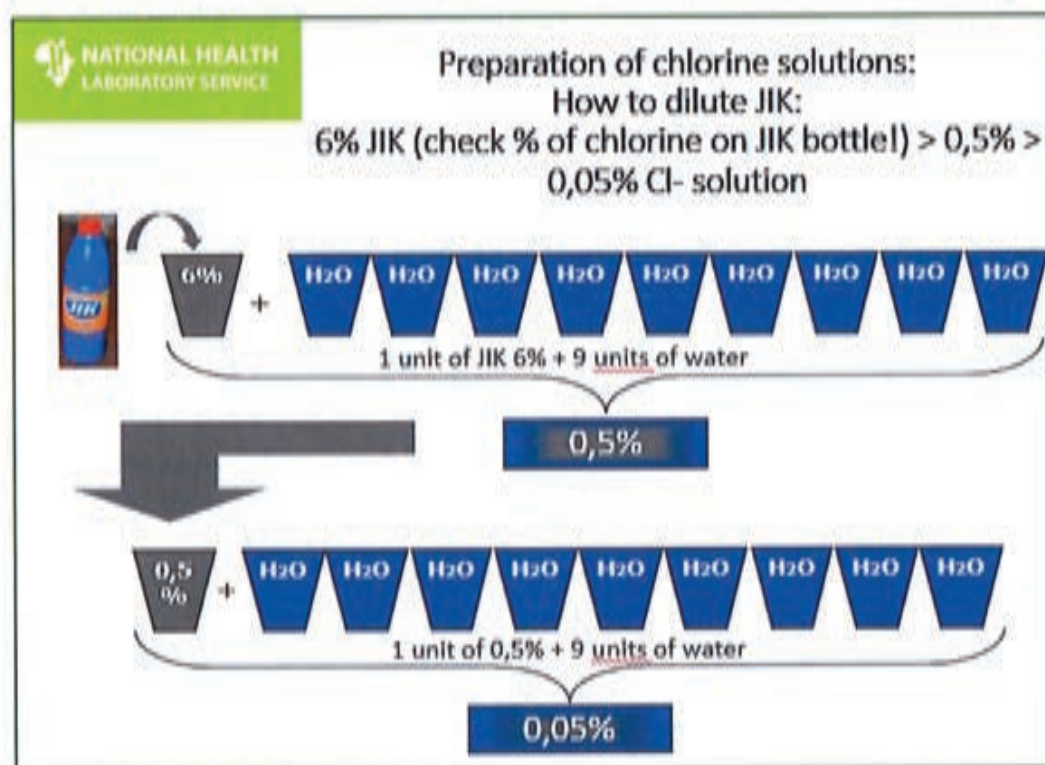 NATIONAL HEALTH
LABORATORY SERVICE
Preparation of chlorine solutions:
How to dilute JIK:
6% JIK (check % of chlorine on JIK bottle!) > 0,5% >
0,05% Cl- solution
JIK
6%
+
H2O H2O H2O H2O H2O H2O H2O H2O H2O
1 unit of JIK 6% + 9 units of water
0,5%
0,5
%
+
H2O H2O H2O H2O H2O H2O H2O H2O H2O
1 unit of 0,5% + 9 units of water
0,05%